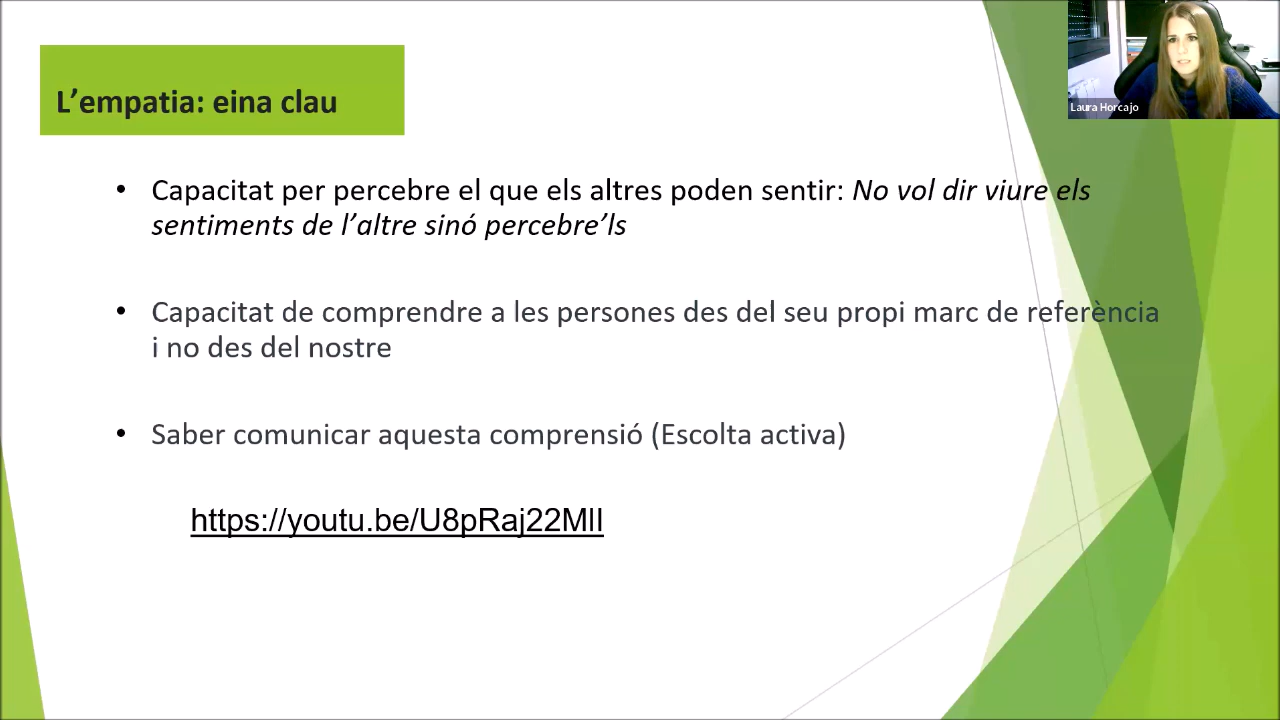 L’empatia: eina clau
Laura Horcajo
• Capacitat per percebre el que els altres poden sentir: No vol dir viure els
sentiments de l’altre sinó percebre’ls
• Capacitat de comprendre a les persones des del seu propi marc de referència
i no des del nostre
• Saber comunicar aquesta comprensió (Escolta activa)
https://youtu.be/U8pRaj22MlI